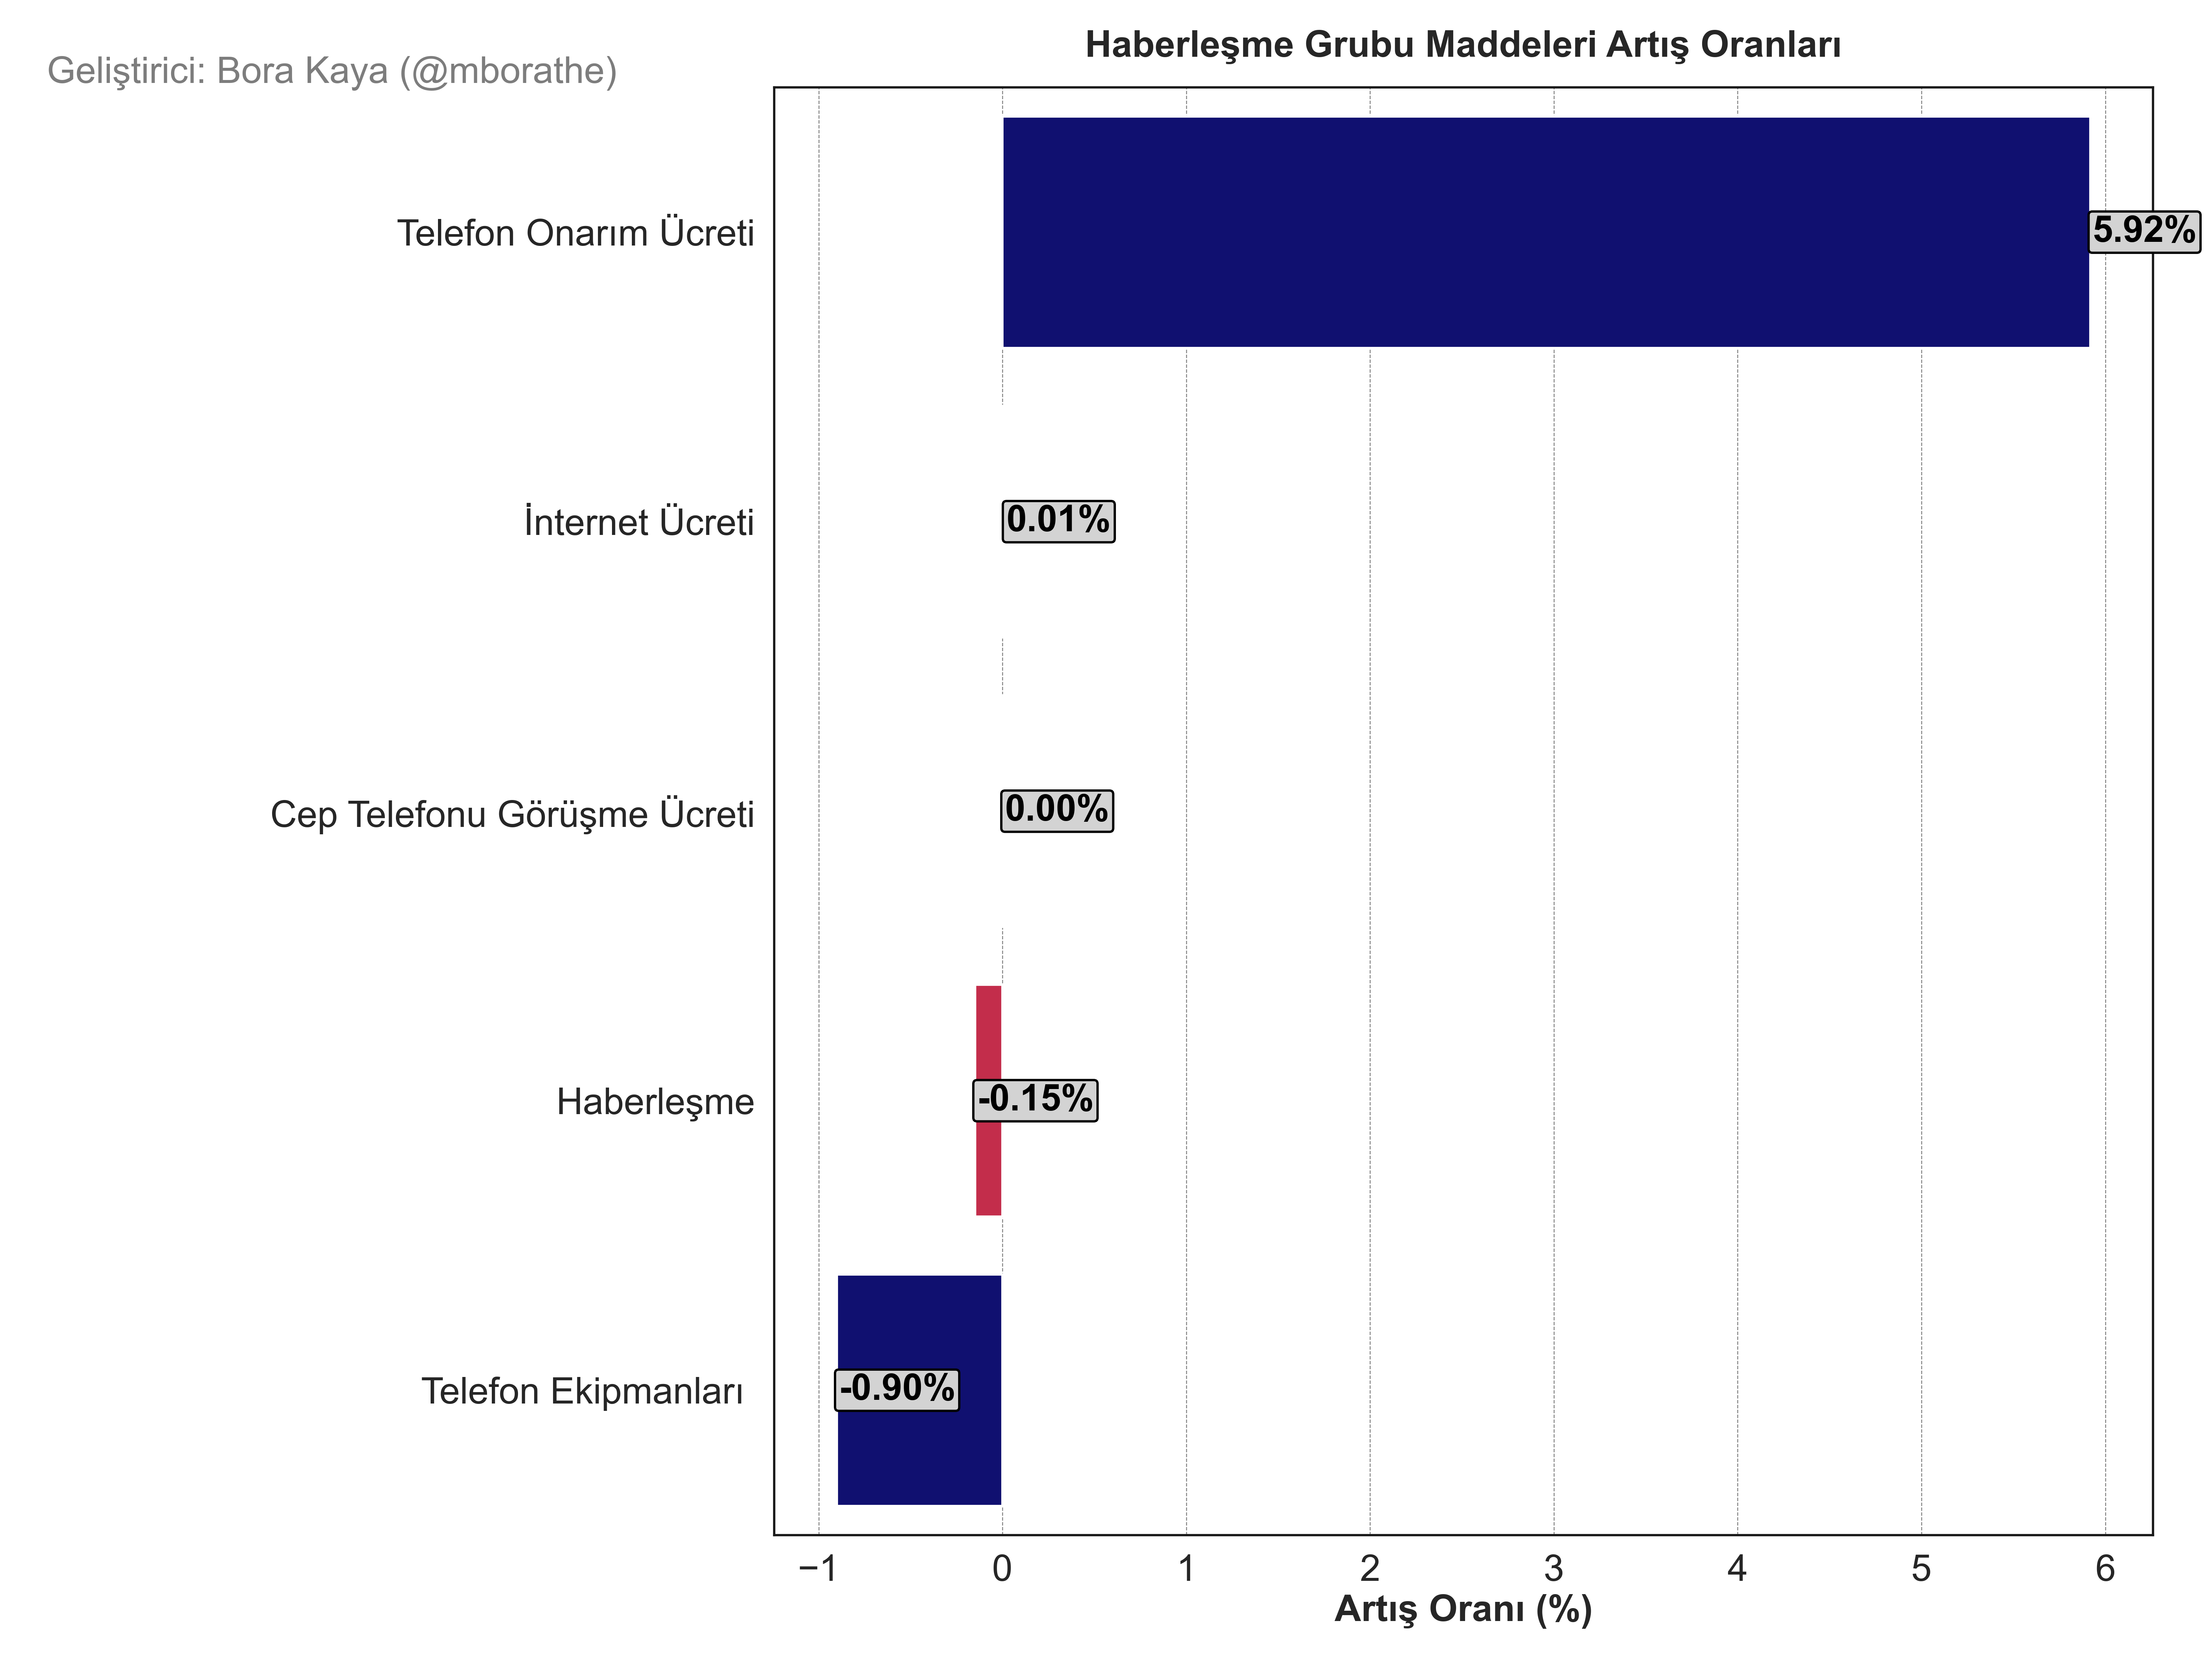 Haberleşme Grubu Maddeleri Artış Oranları
Geliştirici: Bora Kaya (@mborathe)
Telefon Onarım Ücreti
5.92%
İnternet Ücreti
0.01%
Cep Telefonu Görüşme Ücreti
0.00%
Haberleşme
-0.15%
Telefon Ekipmanları
-0.90%
−1 0 1 2 3 4 5 6
Artış Oranı (%)